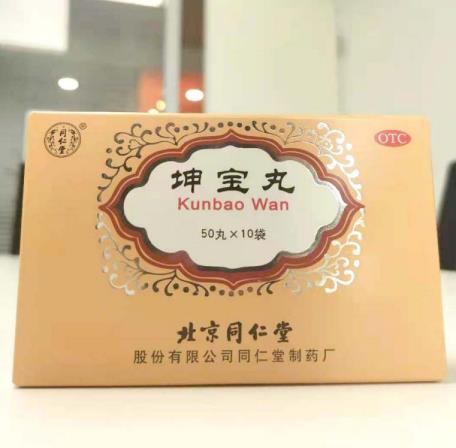 同仁堂
®
OTC
坤宝丸
Kunbao Wan
50丸×10袋
北京同仁堂
股份有限公司同仁堂制药厂